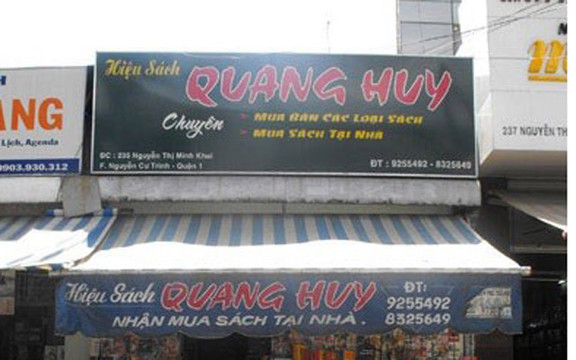 Hiệu Sách QUANG HUY
Chuyên
MUA BÁN CÁC LOẠI SÁCH
MUA SÁCH TẠI NHÀ
ĐC : 235 Nguyễn Thị Minh Khai
F. Nguyễn Cư Trinh - Quận 1
ĐT : 9255492 - 8325649
ANG
Lịch, Agenda
0903.930.312
237 NGUYỄN TH
Hiệu Sách QUANG HUY
ĐT:
9255492
8325649
NHẬN MUA SÁCH TẠI NHÀ .